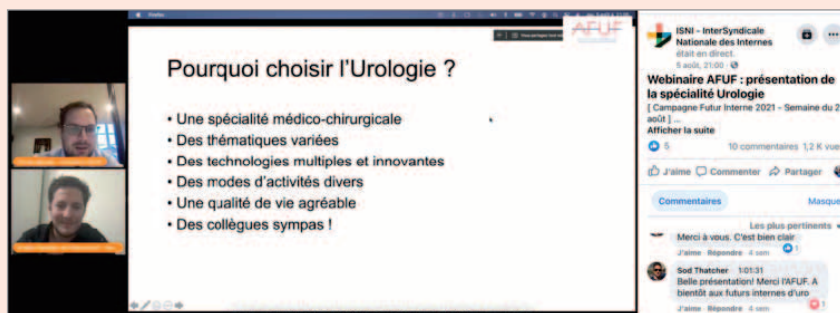 AFUF
Pourquoi choisir l'Urologie ?
• Une spécialité médico-chirurgicale
• Des thématiques variées
• Des technologies multiples et innovantes
• Des modes d'activités divers
• Une qualité de vie agréable
• Des collègues sympas !
ISNI - InterSyndicale
Nationale des Internes
était en direct.
5 août, 21:00 ·
Webinaire AFUF : présentation de
la spécialité Urologie
[ Campagne Futur Interne 2021 - Semaine du 2
août ] ...
Afficher la suite
5
10 commentaires 1,2 K vues
J'aime Commenter Partager
Commentaires
Masque
Les plus pertinents
Merci à vous. C'est bien clair
1
J'aime Répondre 4 sem
Sod Thatcher 1:01:31
Belle présentation! Merci l'AFUF. A
bientôt aux futurs internes d'uro
J'aime Répondre 4 sem
1